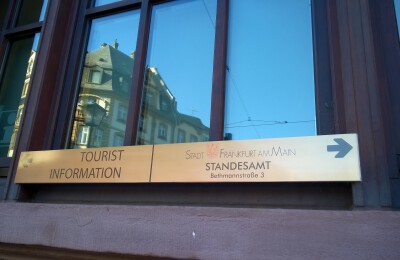 TOURIST
INFORMATION
STADT FRANKFURT AM MAIN
STANDESAMT
Bethmannstraße 3